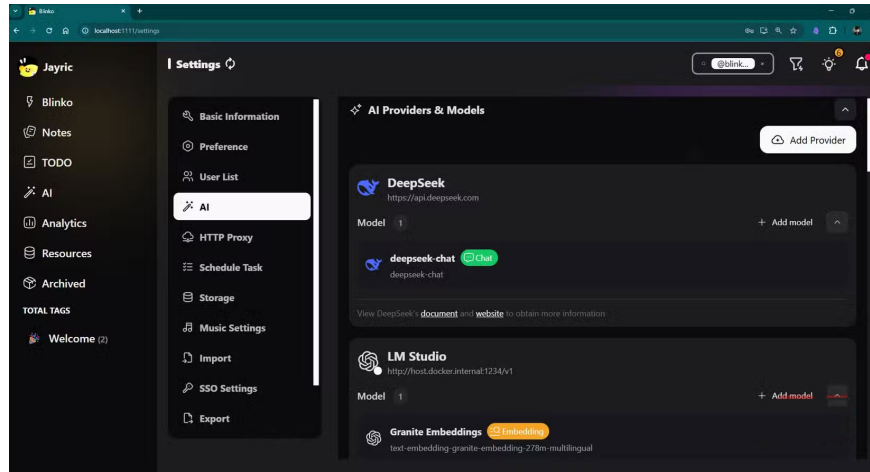 Blinko
localhost:1111/settings
Jayric
Settings
@blink...
6
Blinko
Notes
TODO
AI
Analytics
Resources
Archived
TOTAL TAGS
Welcome (2)
Basic Information
Preference
User List
AI
HTTP Proxy
Schedule Task
Storage
Music Settings
Import
SSO Settings
Export
AI Providers & Models
Add Provider
DeepSeek
https://api.deepseek.com
Model 1
+ Add model
deepseek-chat Chat
deepseek-chat
View DeepSeek's document and website to obtain more information
LM Studio
http://host.docker.internal:1234/v1
Model 1
+ Add model
Granite Embeddings Embedding
text-embedding-granite-embedding-278m-multilingual